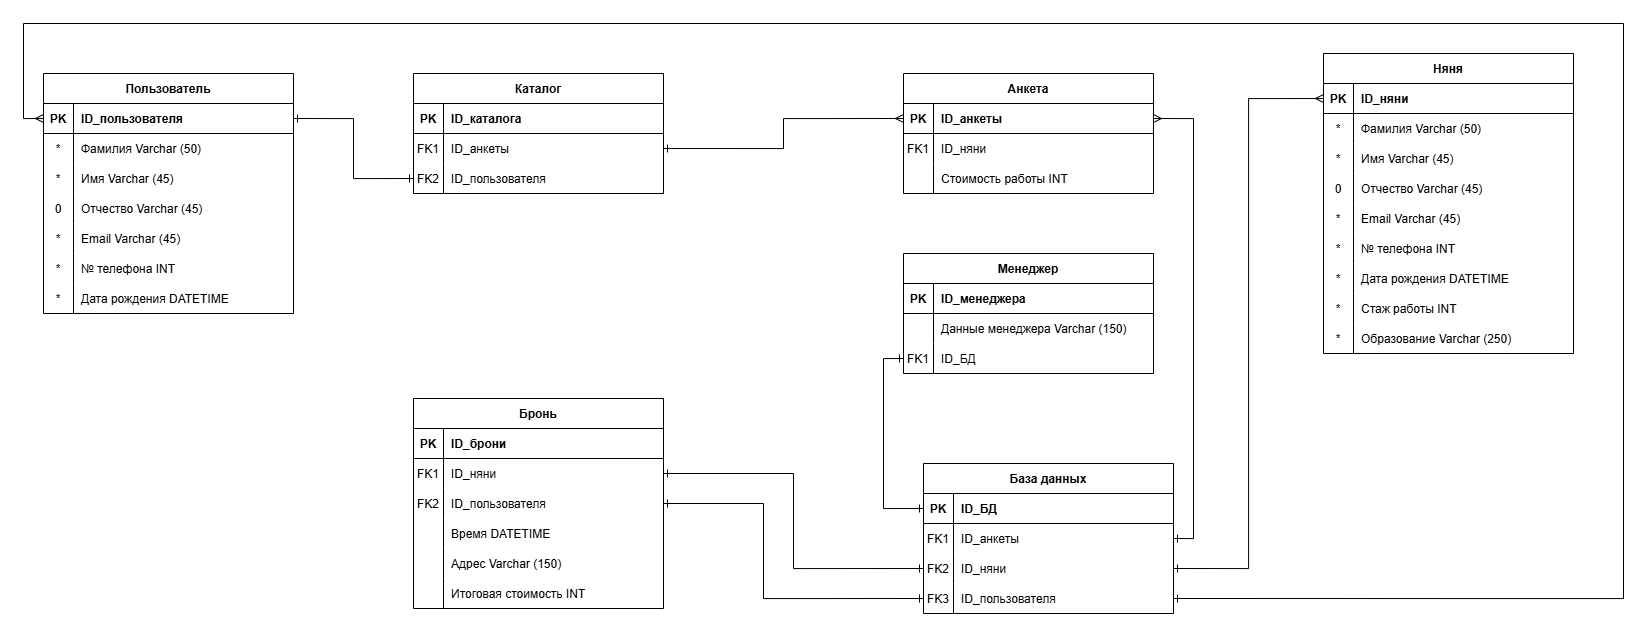 Пользователь
PK ID_пользователя
* Фамилия Varchar (50)
* Имя Varchar (45)
0 Отчество Varchar (45)
* Email Varchar (45)
* № телефона INT
* Дата рождения DATETIME
Каталог
PK ID_каталога
FK1 ID_анкеты
FK2 ID_пользователя
Анкета
PK ID_анкеты
FK1 ID_няни
Стоимость работы INT
Няня
PK ID_няни
* Фамилия Varchar (50)
* Имя Varchar (45)
0 Отчество Varchar (45)
* Email Varchar (45)
* № телефона INT
* Дата рождения DATETIME
* Стаж работы INT
* Образование Varchar (250)
Менеджер
PK ID_менеджера
Данные менеджера Varchar (150)
FK1 ID_БД
Бронь
PK ID_брони
FK1 ID_няни
FK2 ID_пользователя
Время DATETIME
Адрес Varchar (150)
Итоговая стоимость INT
База данных
PK ID_БД
FK1 ID_анкеты
FK2 ID_няни
FK3 ID_пользователя